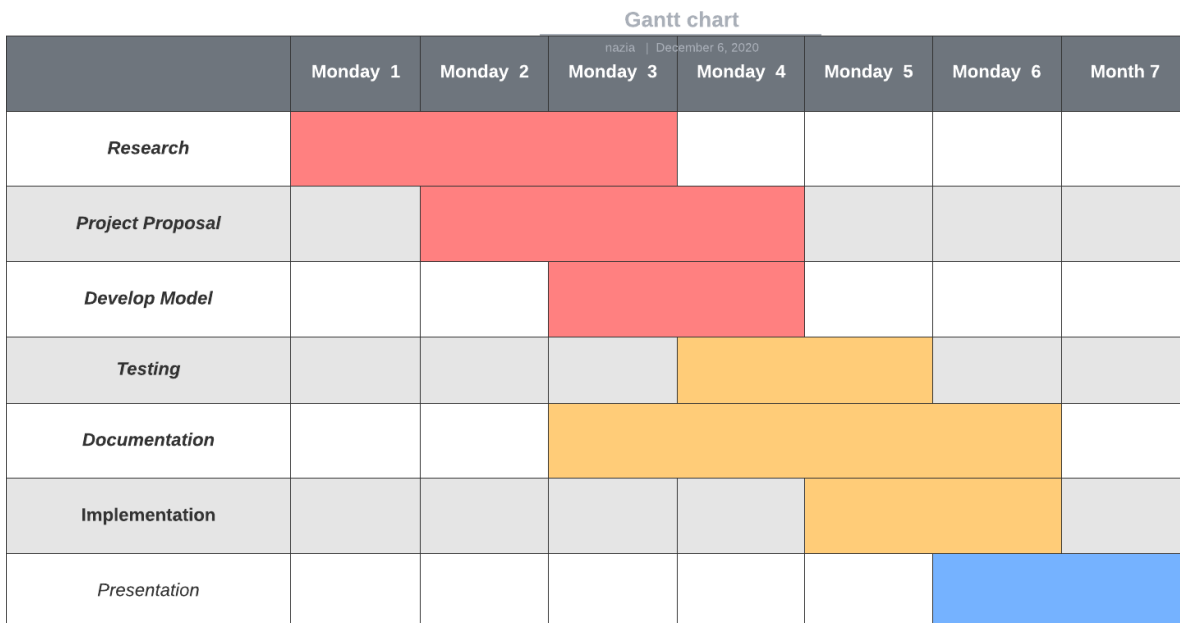 Gantt chart
nazia | December 6, 2020
Monday 1 Monday 2 Monday 3 Monday 4 Monday 5 Monday 6 Month 7
Research
Project Proposal
Develop Model
Testing
Documentation
Implementation
Presentation